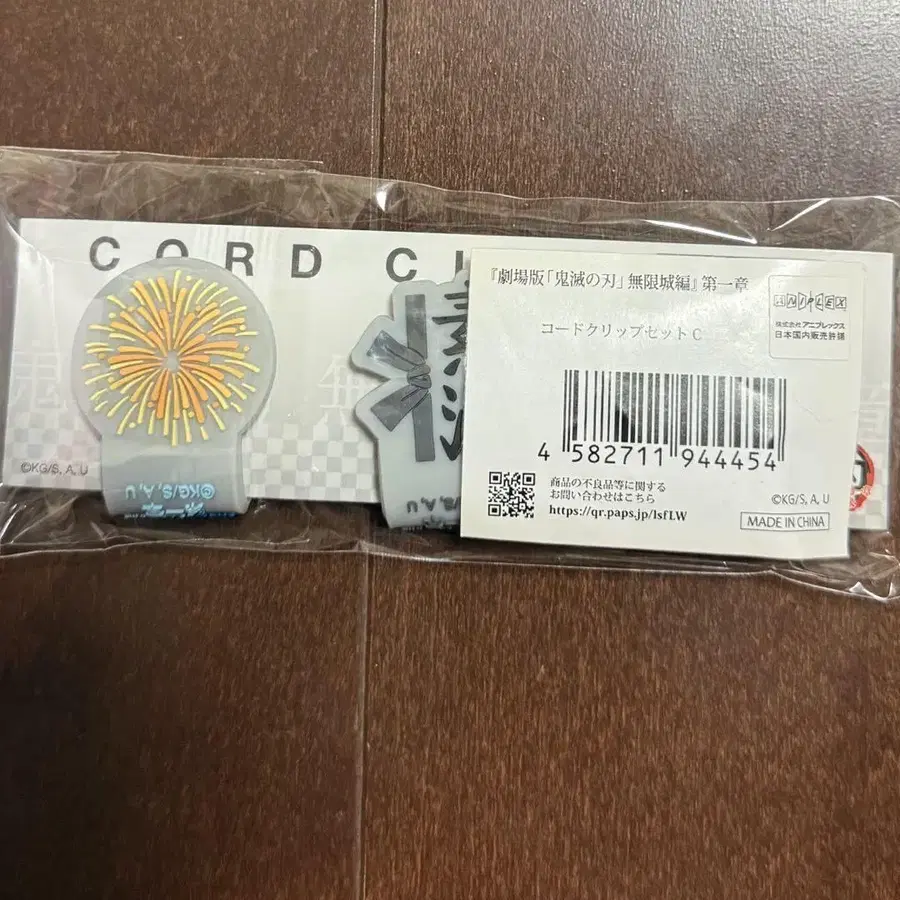 CORD CL
『劇場版「鬼滅の刃」無限城編』第一章
コードクリップセット C
ANIPLEX
株式会社 アニプレックス
日本国内販売許諾
4 582711 944454
商品の不良品等に関する
お問い合わせはこちら
https://qr.paps.jp/lsfLW
©KG/S, A, U
MADE IN CHINA
©KG/S, A, U
©KG/S, A, U